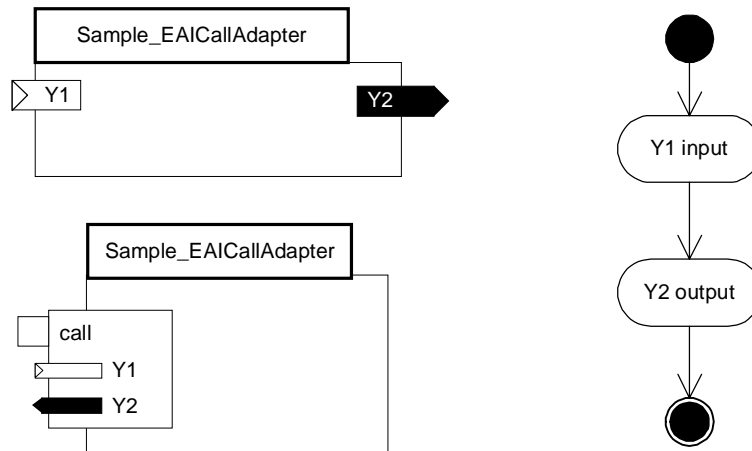 Sample_EAICallAdapter
Y1
Y2
Sample_EAICallAdapter
call
Y1
Y2
Y1 input
Y2 output